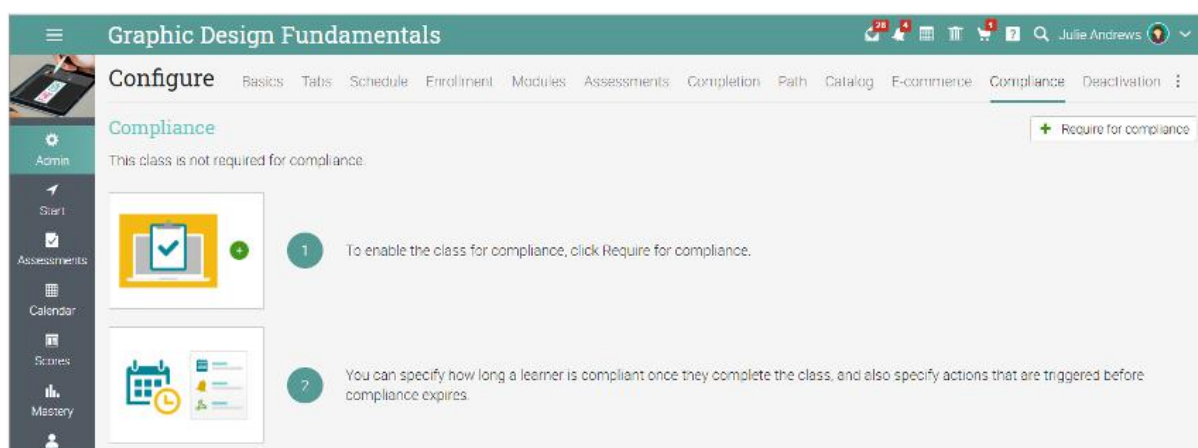 Graphic Design Fundamentals
28 4 1 ? Julie Andrews
Configure Basics Tabs Schedule Enrollment Modules Assessments Completion Path Catalog E-commerce Compliance Deactivation
Compliance
+ Require for compliance
This class is not required for compliance.
Admin
Start
Assessments
Calendar
Scores
Mastery
1 To enable the class for compliance, click Require for compliance.
2 You can specify how long a learner is compliant once they complete the class, and also specify actions that are triggered before
compliance expires.